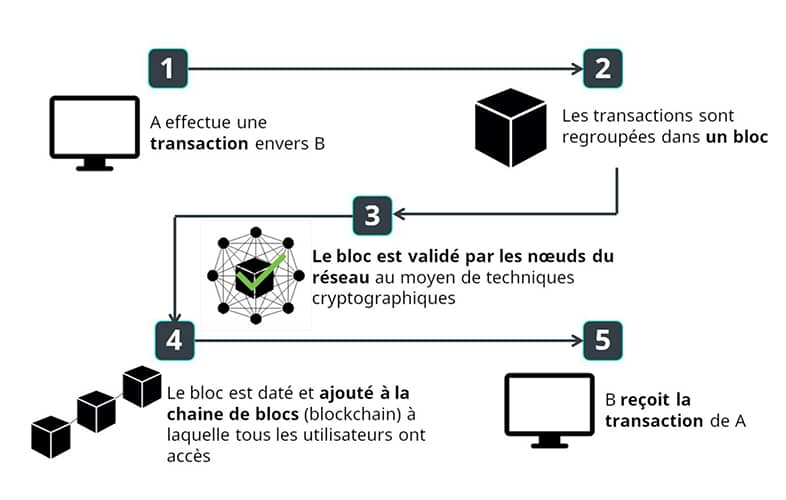 1
2
A effectue une
transaction envers B
Les transactions sont
regroupées dans un bloc
3
Le bloc est validé par les nœuds du
réseau au moyen de techniques
cryptographiques
4
5
Le bloc est daté et ajouté à la
chaine de blocs (blockchain) à
laquelle tous les utilisateurs ont
accès
B reçoit la
transaction de A